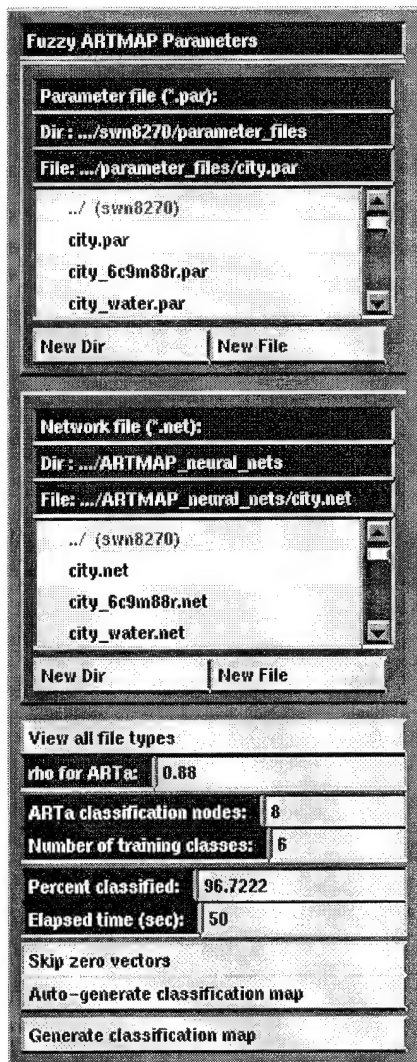 Fuzzy ARTMAP Parameters
Parameter file (*.par):
Dir : .../swn8270/parameter_files
File: .../parameter_files/city.par
../ (swn8270)
city.par
city_6c9m88r.par
city_water.par
New Dir New File
Network file (*.net):
Dir : .../ARTMAP_neural_nets
File: .../ARTMAP_neural_nets/city.net
../ (swn8270)
city.net
city_6c9m88r.net
city_water.net
New Dir New File
View all file types
rho for ARTa: 0.88
ARTa classification nodes: 8
Number of training classes: 6
Percent classified: 96.7222
Elapsed time (sec): 50
Skip zero vectors
Auto-generate classification map
Generate classification map